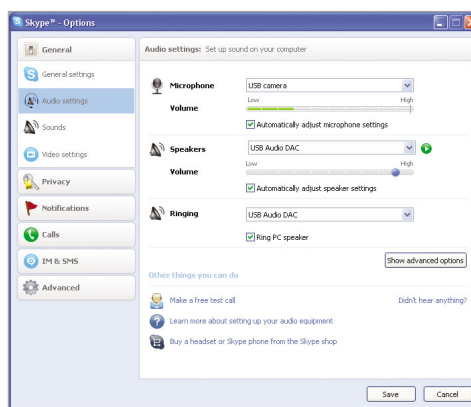 Skype™ - Options
General
General settings
Audio settings
Sounds
Video settings
Privacy
Notifications
Calls
IM & SMS
Advanced
Audio settings: Set up sound on your computer
Microphone USB camera
Volume Low High
Automatically adjust microphone settings
Speakers USB Audio DAC
Volume Low High
Automatically adjust speaker settings
Ringing USB Audio DAC
Ring PC speaker
Show advanced options
Other things you can do
Make a free test call Didn't hear anything?
Learn more about setting up your audio equipment
Buy a headset or Skype phone from the Skype shop
Save Cancel